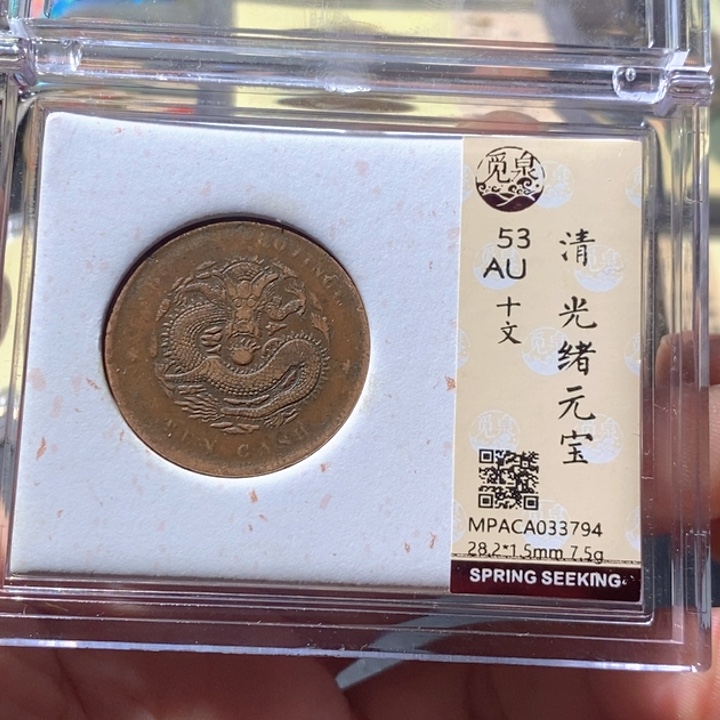 觅泉
53
AU
十文
清 光绪元宝
MPACA033794
28.2*1.5mm 7.5g
SPRING SEEKING
TEN CASH